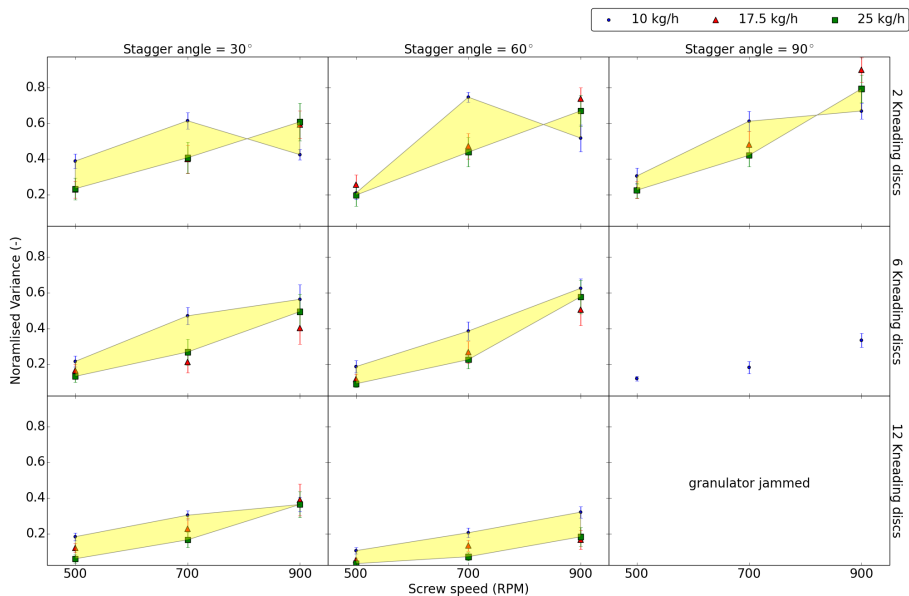 10 kg/h 17.5 kg/h 25 kg/h
Stagger angle = 30° Stagger angle = 60° Stagger angle = 90°
0.8
0.6
0.4
0.2
2 Kneading discs
Noramlised Variance (-)
0.8
0.6
0.4
0.2
6 Kneading discs
0.8
0.6
0.4
0.2
granulator jammed
12 Kneading discs
500 700 900 500 700 900 500 700 900
Screw speed (RPM)